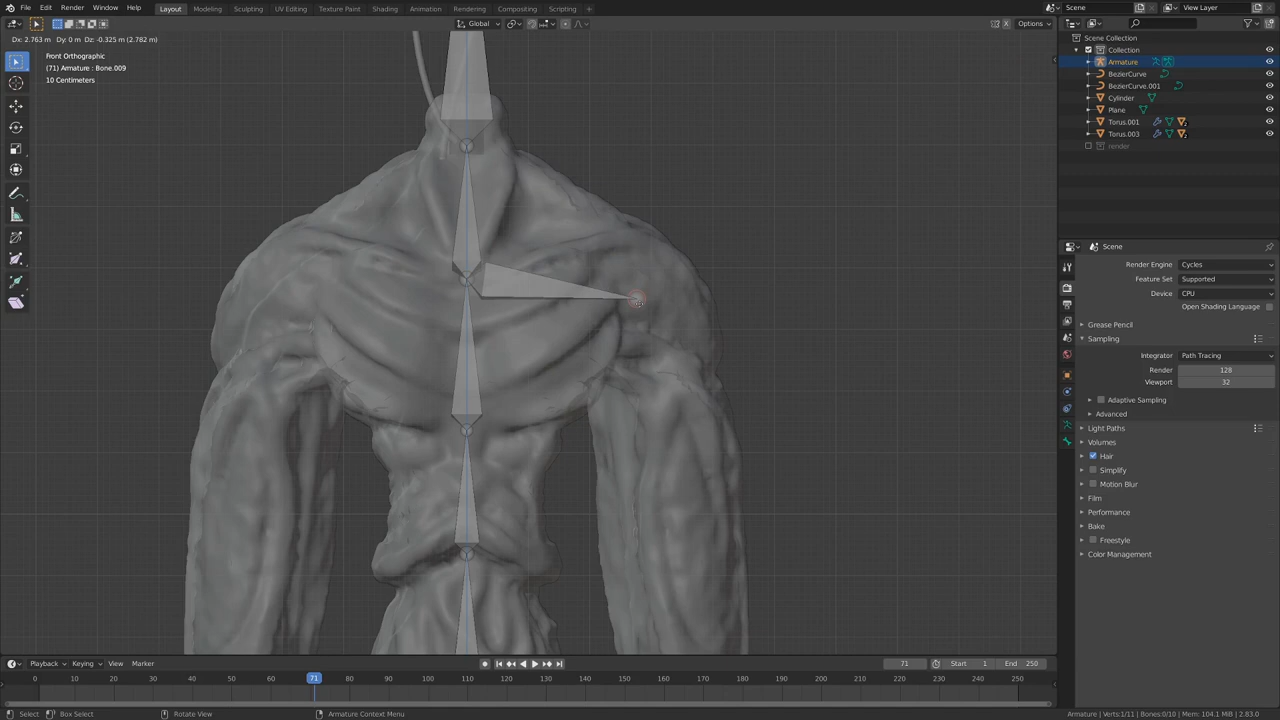 File Edit Render Window Help Layout Modeling Sculpting UV Editing Texture Paint Shading Animation Rendering Compositing Scripting + Scene View Layer
Global Options
Dx: 2.763 m Dy: 0 m Dz: -0.325 m (2.782 m)
Front Orthographic
(71) Armature : Bone.009
10 Centimeters
Scene Collection
Collection
Armature
BezierCurve
BezierCurve.001
Cylinder
Plane
Torus.001
Torus.003
render
Scene
Render Engine Cycles
Feature Set Supported
Device CPU
Open Shading Language
Grease Pencil
Sampling
Integrator Path Tracing
Render 128
Viewport 32
Adaptive Sampling
Advanced
Light Paths
Volumes
Hair
Simplify
Motion Blur
Film
Performance
Bake
Freestyle
Color Management
Playback Keying View Marker 71 Start 1 End 250
0 10 20 30 40 50 60 71 80 90 100 110 120 130 140 150 160 170 180 190 200 210 220 230 240 250
Select Box Select Rotate View Armature Context Menu Armature | Verts:1/11 | Bones:0/10 | Mem: 104.1 MiB | 2.83.0